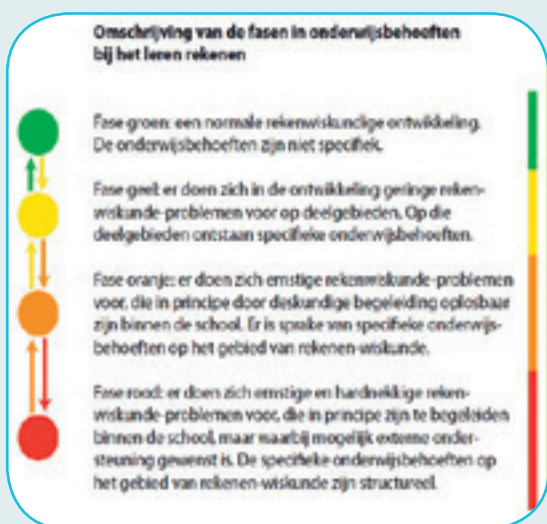 Omschrijving van de fasen in onderwijsbehoeften
bij het leren rekenen
Fase groen: een normale rekenwiskundige ontwikkeling.
De onderwijsbehoeften zijn niet specifiek.
Fase geel: er doen zich in de ontwikkeling geringe reken-
wiskunde-problemen voor op deelgebieden. Op die
deelgebieden ontstaan specifieke onderwijsbehoeften.
Fase oranje: er doen zich ernstige rekenwiskunde-problemen
voor, die in principe door deskundige begeleiding oplosbaar
zijn binnen de school. Er is sprake van specifieke onderwijs-
behoeften op het gebied van rekenen-wiskunde.
Fase rood: er doen zich ernstige en hardnekkige reken-
wiskunde-problemen voor, die in principe zijn te begeleiden
binnen de school, maar waarbij mogelijk externe onder-
steuning gewenst is. De specifieke onderwijsbehoeften op
het gebied van rekenen-wiskunde zijn structureel.